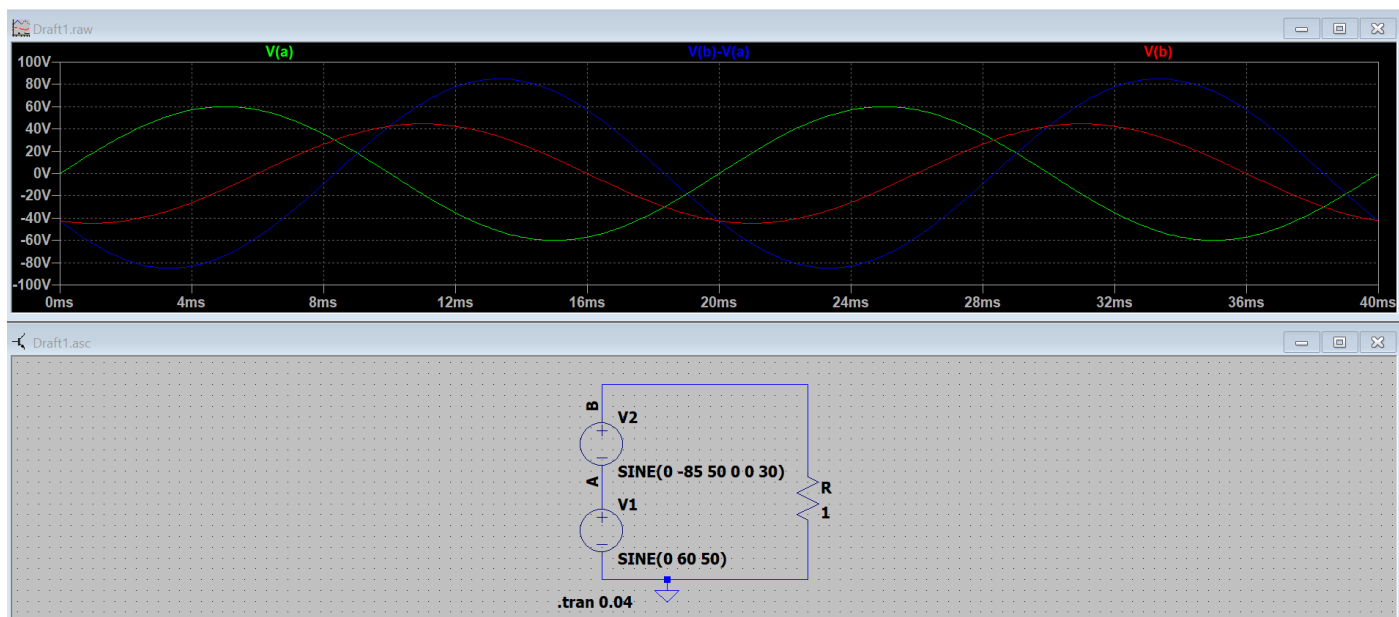 Draft1.raw
V(a) V(b)-V(a) V(b)
100V
80V
60V
40V
20V
0V
-20V
-40V
-60V
-80V
-100V
0ms 4ms 8ms 12ms 16ms 20ms 24ms 28ms 32ms 36ms 40ms
Draft1.asc
B
V2
SINE(0 -85 50 0 0 30)
A
V1
R
1
SINE(0 60 50)
.tran 0.04